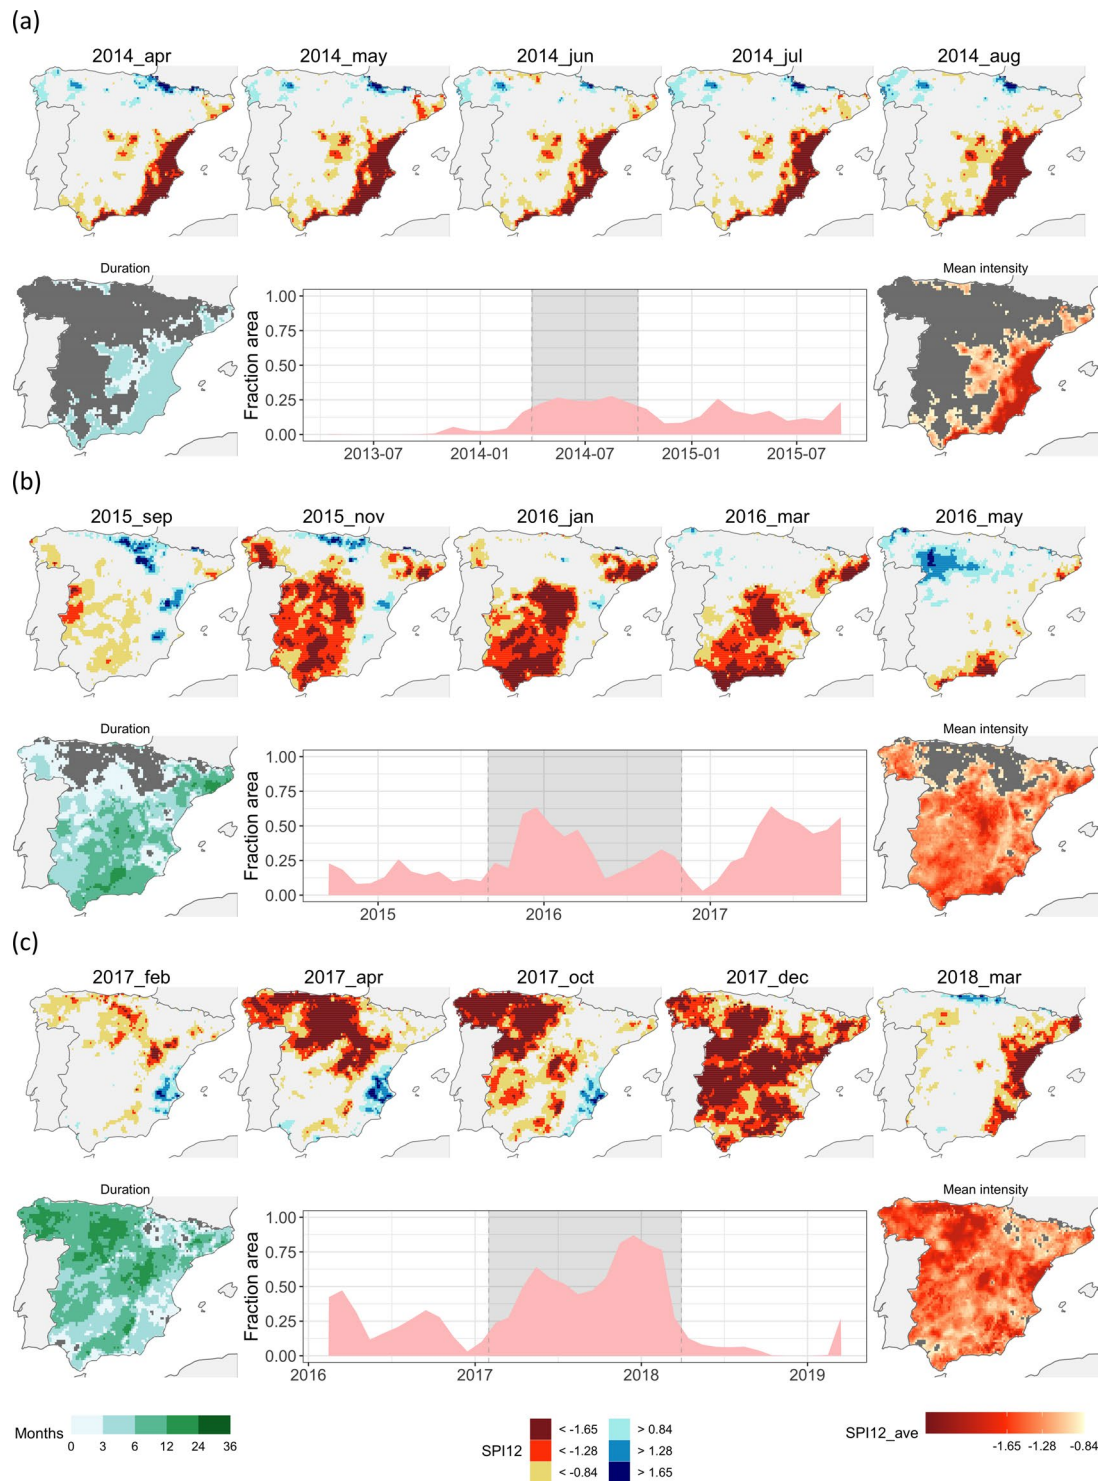 (a)
2014_apr 2014_may 2014_jun 2014_jul 2014_aug
Duration Mean intensity
Fraction area
1.00
0.75
0.50
0.25
0.00
2013-07 2014-01 2014-07 2015-01 2015-07
(b)
2015_sep 2015_nov 2016_jan 2016_mar 2016_may
Duration Mean intensity
Fraction area
1.00
0.75
0.50
0.25
0.00
2015 2016 2017
(c)
2017_feb 2017_apr 2017_oct 2017_dec 2018_mar
Duration Mean intensity
Fraction area
1.00
0.75
0.50
0.25
0.00
2016 2017 2018 2019
Months
0 3 6 12 24 36
SPI12
< -1.65 > 0.84
< -1.28 > 1.28
< -0.84 > 1.65
SPI12_ave
-1.65 -1.28 -0.84